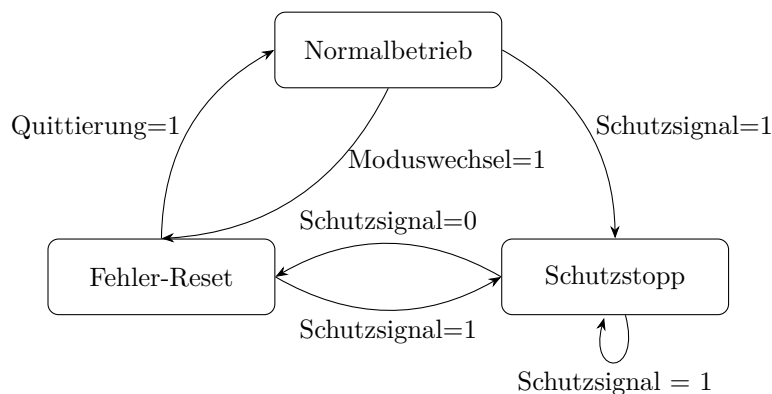 Normalbetrieb
Quittierung=1
Schutzsignal=1
Moduswechsel=1
Schutzsignal=0
Fehler-Reset
Schutzstopp
Schutzsignal=1
Schutzsignal = 1